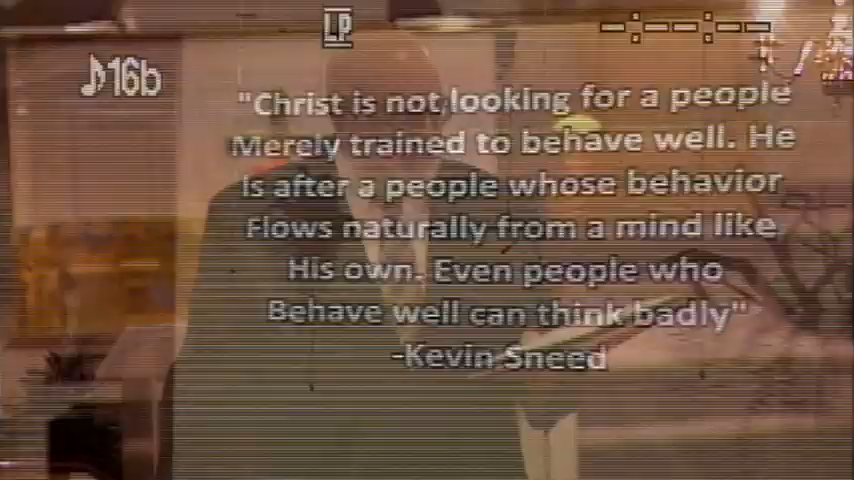 LP
-:--:--
♪16b
"Christ is not looking for a people
Merely trained to behave well. He
Is after a people whose behavior
Flows naturally from a mind like
His own. Even people who
Behave well can think badly"
-Kevin Sneed